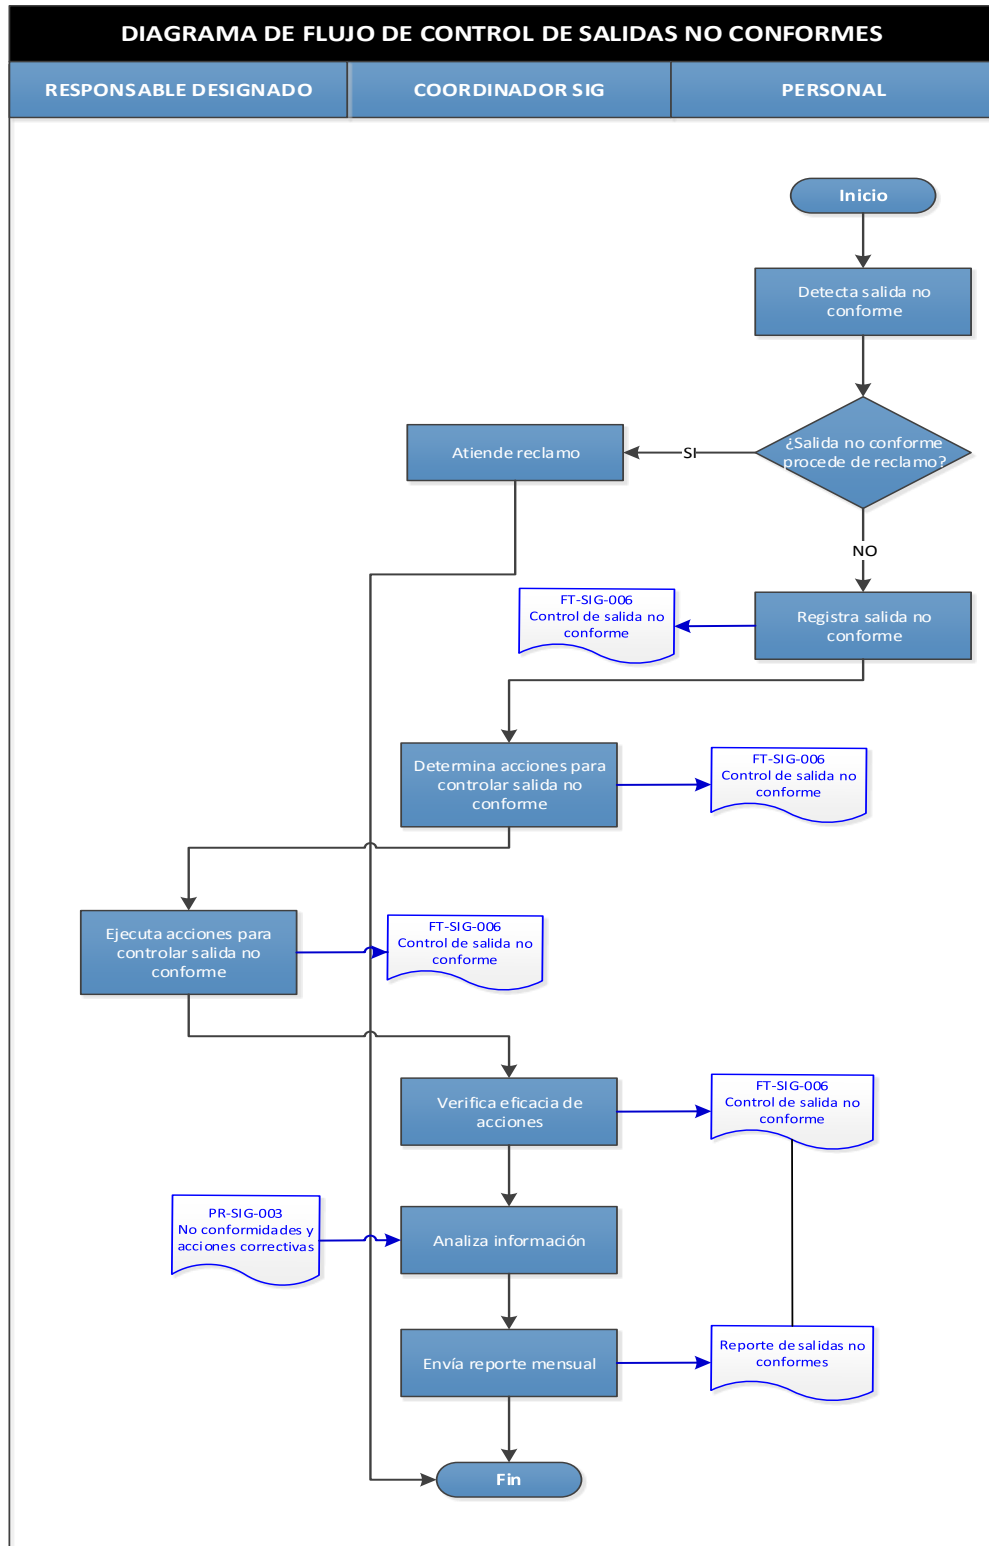 DIAGRAMA DE FLUJO DE CONTROL DE SALIDAS NO CONFORMES
RESPONSABLE DESIGNADO
COORDINADOR SIG
PERSONAL
Inicio
Detecta salida no
conforme
¿Salida no conforme
procede de reclamo?
SI
Atiende reclamo
NO
Registra salida no
conforme
FT-SIG-006
Control de salida no
conforme
Determina acciones para
controlar salida no
conforme
FT-SIG-006
Control de salida no
conforme
Ejecuta acciones para
controlar salida no
conforme
FT-SIG-006
Control de salida no
conforme
Verifica eficacia de
acciones
FT-SIG-006
Control de salida no
conforme
PR-SIG-003
No conformidades y
acciones correctivas
Analiza información
Envía reporte mensual
Reporte de salidas no
conformes
Fin